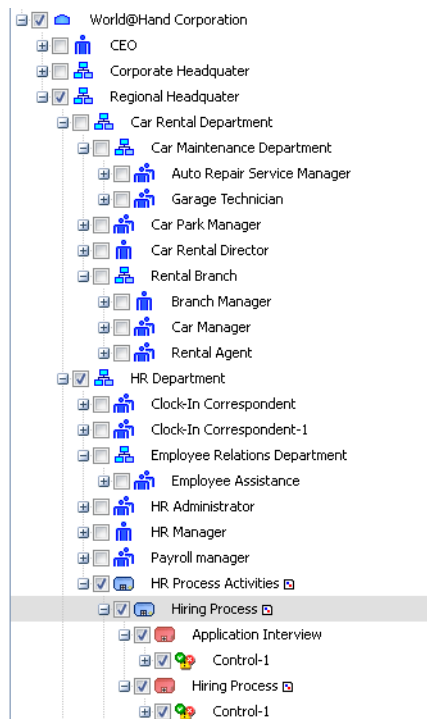 World@Hand Corporation
CEO
Corporate Headquater
Regional Headquater
Car Rental Department
Car Maintenance Department
Auto Repair Service Manager
Garage Technician
Car Park Manager
Car Rental Director
Rental Branch
Branch Manager
Car Manager
Rental Agent
HR Department
Clock-In Correspondent
Clock-In Correspondent-1
Employee Relations Department
Employee Assistance
HR Administrator
HR Manager
Payroll manager
HR Process Activities
Hiring Process
Application Interview
Control-1
Hiring Process
Control-1